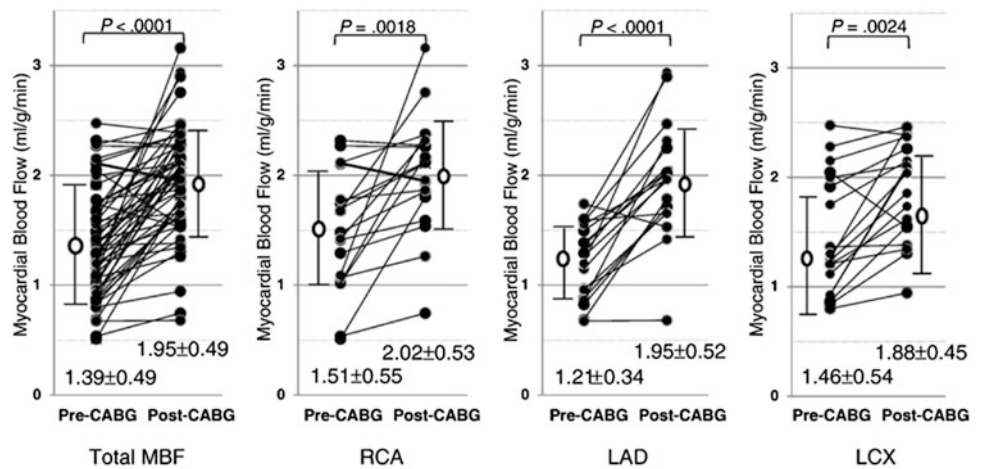 P < .0001
Myocardial Blood Flow (ml/g/min)
3
2
1
0
1.95±0.49
1.39±0.49
Pre-CABG Post-CABG
Total MBF
P = .0018
Myocardial Blood Flow (ml/g/min)
3
2
1
0
2.02±0.53
1.51±0.55
Pre-CABG Post-CABG
RCA
P < .0001
Myocardial Blood Flow (ml/g/min)
3
2
1
0
1.95±0.52
1.21±0.34
Pre-CABG Post-CABG
LAD
P = .0024
Myocardial Blood Flow (ml/g/min)
3
2
1
0
1.88±0.45
1.46±0.54
Pre-CABG Post-CABG
LCX